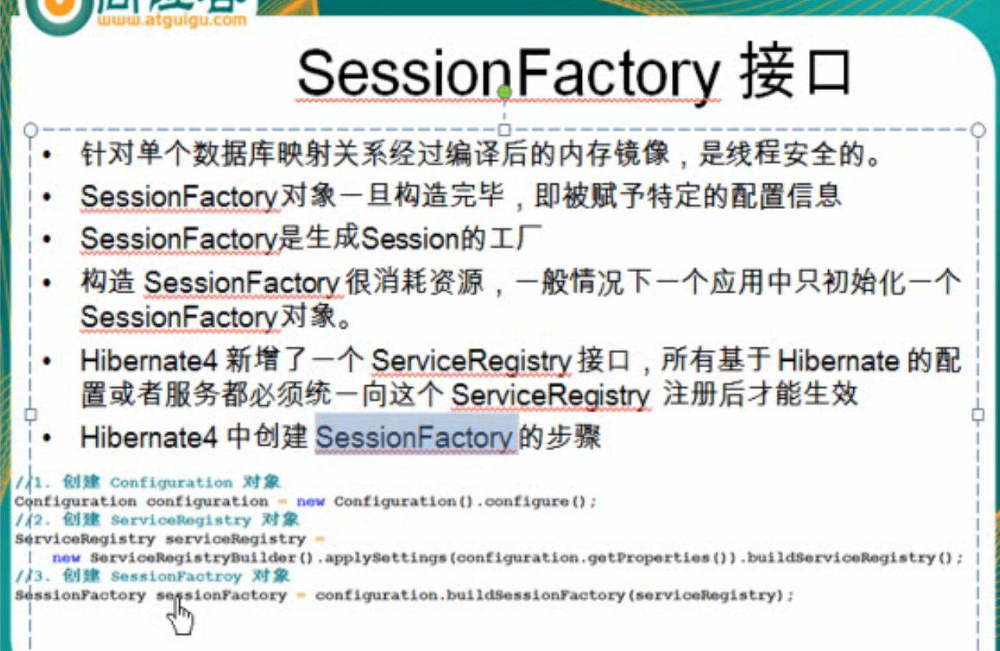 www.atguigu.com
SessionFactory 接口
• 针对单个数据库映射关系经过编译后的内存镜像，是线程安全的。
• SessionFactory对象一旦构造完毕，即被赋予特定的配置信息
• SessionFactory是生成Session的工厂
• 构造 SessionFactory 很消耗资源，一般情况下一个应用中只初始化一个
SessionFactory对象。
• Hibernate4 新增了一个 ServiceRegistry 接口，所有基于 Hibernate 的配
置或者服务都必须统一向这个 ServiceRegistry 注册后才能生效
• Hibernate4 中创建 SessionFactory 的步骤
//1. 创建 Configuration 对象
Configuration configuration = new Configuration().configure();
//2. 创建 ServiceRegistry 对象
ServiceRegistry serviceRegistry =
new ServiceRegistryBuilder().applySettings(configuration.getProperties()).buildServiceRegistry();
//3. 创建 SessionFactroy 对象
SessionFactory sessionFactory = configuration.buildSessionFactory(serviceRegistry);